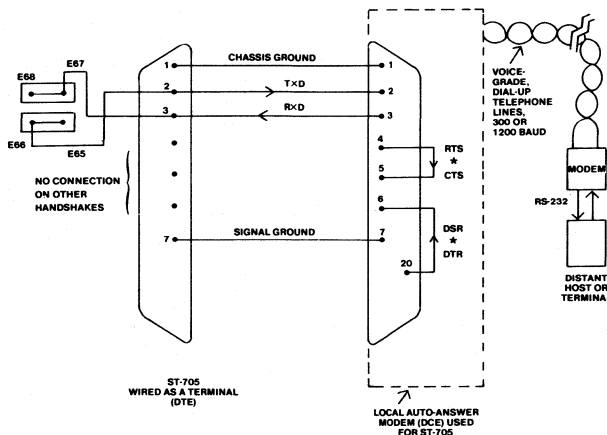 E68
E67
E66
E65
CHASSIS GROUND
1
1
TXD
2
2
RXD
3
3
4
RTS
*
CTS
5
6
DSR
*
DTR
NO CONNECTION
ON OTHER
HANDSHAKES
SIGNAL GROUND
7
7
20
ST-705
WIRED AS A TERMINAL
(DTE)
LOCAL AUTO-ANSWER
MODEM (DCE) USED
FOR ST-705
VOICE-
GRADE,
DIAL-UP
TELEPHONE
LINES,
300 OR
1200 BAUD
MODEM
RS-232
DISTANT
HOST OR
TERMINA